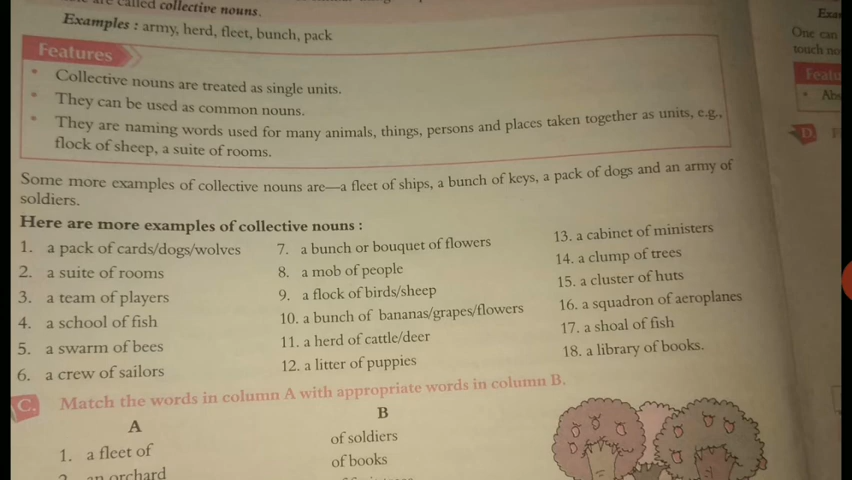 are called collective nouns.
Examples : army, herd, fleet, bunch, pack
Features
• Collective nouns are treated as single units.
• They can be used as common nouns.
• They are naming words used for many animals, things, persons and places taken together as units, e.g.,
flock of sheep, a suite of rooms.
Some more examples of collective nouns are—a fleet of ships, a bunch of keys, a pack of dogs and an army of
soldiers.
Here are more examples of collective nouns :
1. a pack of cards/dogs/wolves
2. a suite of rooms
3. a team of players
4. a school of fish
5. a swarm of bees
6. a crew of sailors
7. a bunch or bouquet of flowers
8. a mob of people
9. a flock of birds/sheep
10. a bunch of bananas/grapes/flowers
11. a herd of cattle/deer
12. a litter of puppies
13. a cabinet of ministers
14. a clump of trees
15. a cluster of huts
16. a squadron of aeroplanes
17. a shoal of fish
18. a library of books.
C. Match the words in column A with appropriate words in column B.
A
1. a fleet of
an orchard
B
of soldiers
of books
One can
touch
D.